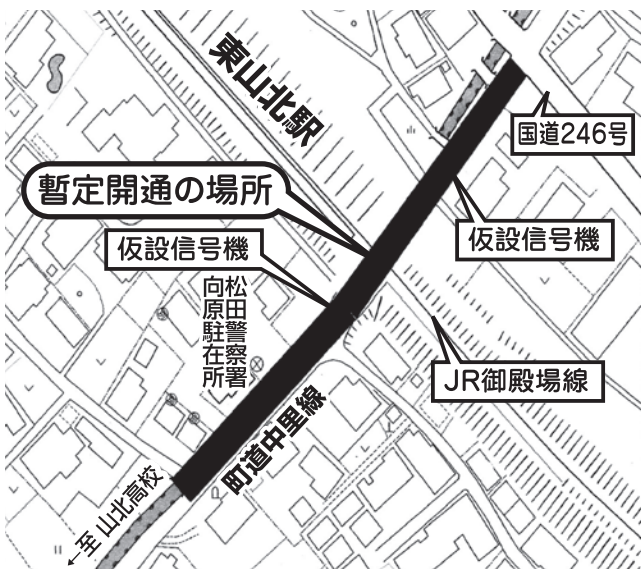 東山北駅
国道246号
暫定開通の場所
仮設信号機
仮設信号機
松田警察署
向原駐在所
JR御殿場線
町道中里線
←至 山北高校